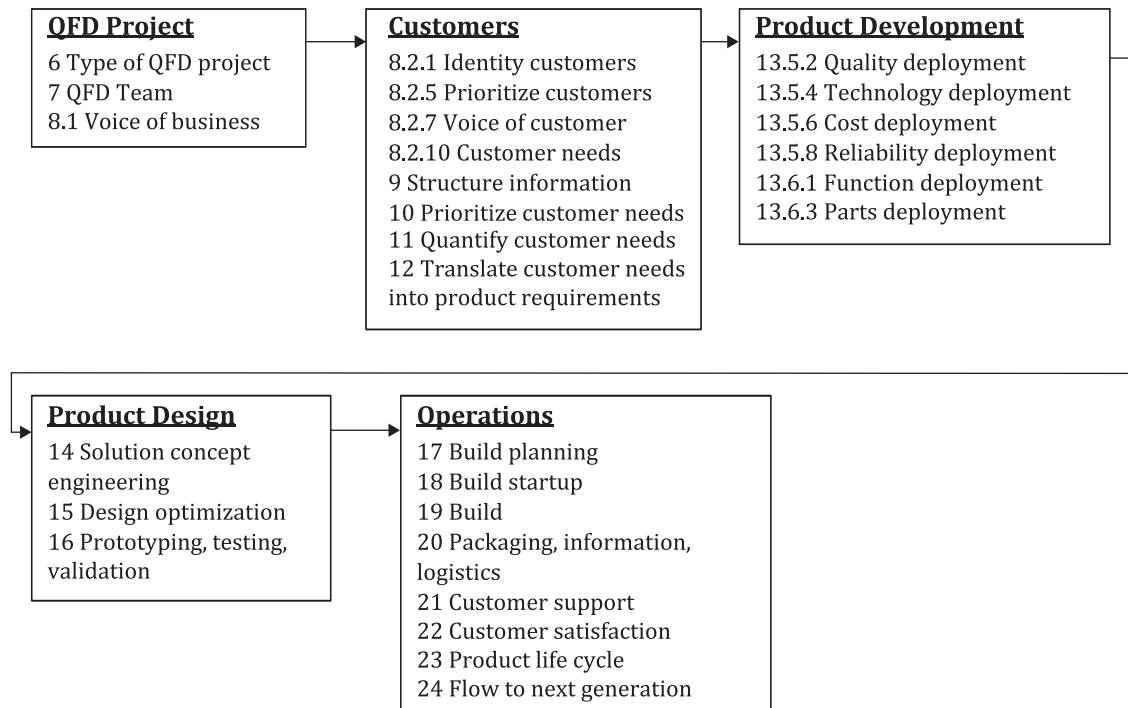 QFD Project
6 Type of QFD project
7 QFD Team
8.1 Voice of business
Customers
8.2.1 Identity customers
8.2.5 Prioritize customers
8.2.7 Voice of customer
8.2.10 Customer needs
9 Structure information
10 Prioritize customer needs
11 Quantify customer needs
12 Translate customer needs
into product requirements
Product Development
13.5.2 Quality deployment
13.5.4 Technology deployment
13.5.6 Cost deployment
13.5.8 Reliability deployment
13.6.1 Function deployment
13.6.3 Parts deployment
Product Design
14 Solution concept
engineering
15 Design optimization
16 Prototyping, testing,
validation
Operations
17 Build planning
18 Build startup
19 Build
20 Packaging, information,
logistics
21 Customer support
22 Customer satisfaction
23 Product life cycle
24 Flow to next generation